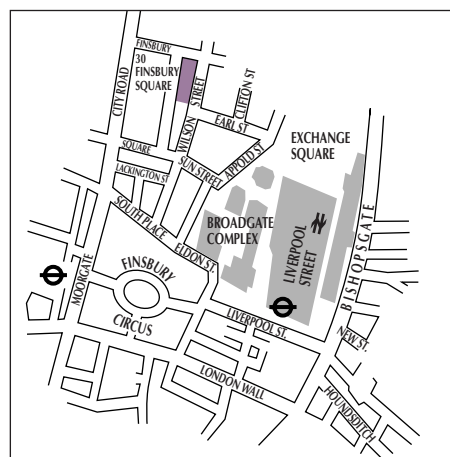 FINSBURY
30
FINSBURY
SQUARE
CITY ROAD
WILSON STREET
CLIFTON ST
EARL ST
EXCHANGE
SQUARE
SQUARE
LACKINGTON ST
SUN STREET
APPOLD ST
SOUTH PLACE
ELDON ST.
BROADGATE
COMPLEX
LIVERPOOL
STREET
BISHOPSGATE
MOORGATE
FINSBURY
CIRCUS
LIVERPOOL ST.
NEW ST.
LONDON WALL
HOUNDSDITCH